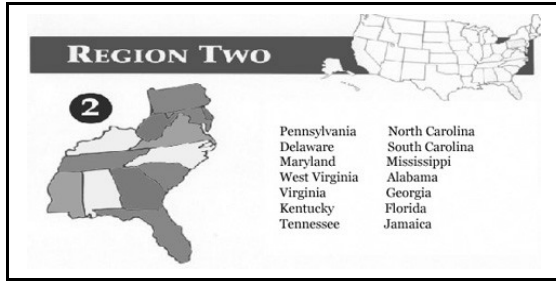 REGION TWO
2
Pennsylvania North Carolina
Delaware South Carolina
Maryland Mississippi
West Virginia Alabama
Virginia Georgia
Kentucky Florida
Tennessee Jamaica